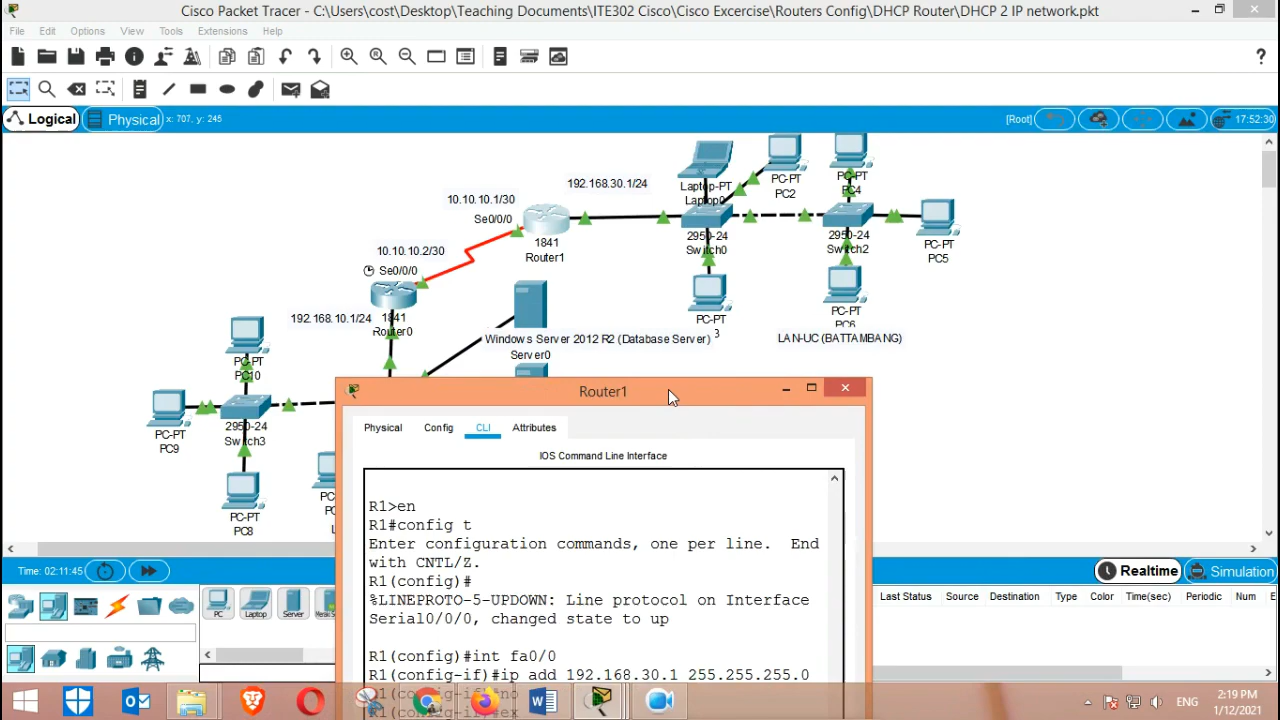 Cisco Packet Tracer - C:\Users\cost\Desktop\Teaching Documents\ITE302 Cisco\Cisco Excercise\Routers Config\DHCP Router\DHCP 2 IP network.pkt
File Edit Options View Tools Extensions Help
Logical Physical x: 707, y: 245 [Root] 17:52:30
192.168.30.1/24
Laptop-PT
Laptop0
PC-PT
PC2
PC-PT
PC4
10.10.10.1/30
Se0/0/0
1841
Router1
2950-24
Switch0
2950-24
Switch2
PC-PT
PC5
10.10.10.2/30
Se0/0/0
192.168.10.1/24
1841
Router0
PC-PT
3
PC-PT
PC6
Windows Server 2012 R2 (Database Server)
Server0
LAN-UC (BATTAMBANG)
PC-PT
PC10
PC-PT
PC9
2950-24
Switch3
PC-PT
PC8
Router1
Physical Config CLI Attributes
IOS Command Line Interface
R1>en
R1#config t
Enter configuration commands, one per line. End
with CNTL/Z.
R1(config)#
%LINEPROTO-5-UPDOWN: Line protocol on Interface
Serial0/0/0, changed state to up
R1(config)#int fa0/0
R1(config-if)#ip add 192.168.30.1 255.255.255.0
Time: 02:11:45
Realtime Simulation
PC Laptop Server
Last Status Source Destination Type Color Time(sec) Periodic Num
ENG
2:19 PM
1/12/2021